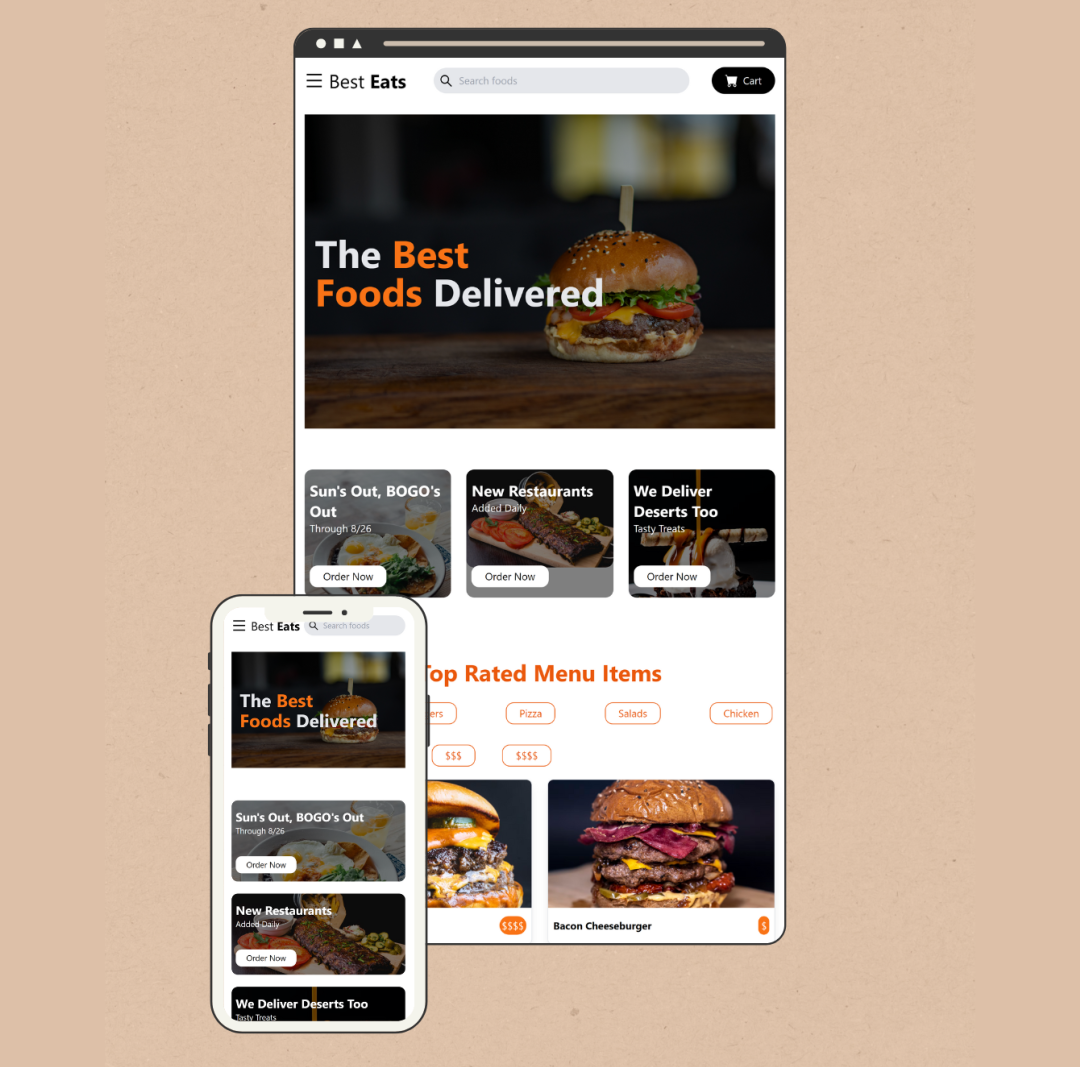 Best Eats
Search foods
Cart
The Best
Foods Delivered
Sun's Out, BOGO's
Out
Through 8/26
Order Now
New Restaurants
Added Daily
Order Now
We Deliver
Deserts Too
Tasty Treats
Order Now
Top Rated Menu Items
ers
Pizza
Salads
Chicken
$$$
$$$$
$$$$
Bacon Cheeseburger
$
Best Eats
Search foods
The Best
Foods Delivered
Sun's Out, BOGO's Out
Through 8/26
Order Now
New Restaurants
Added Daily
Order Now
We Deliver Deserts Too
Tasty Treats